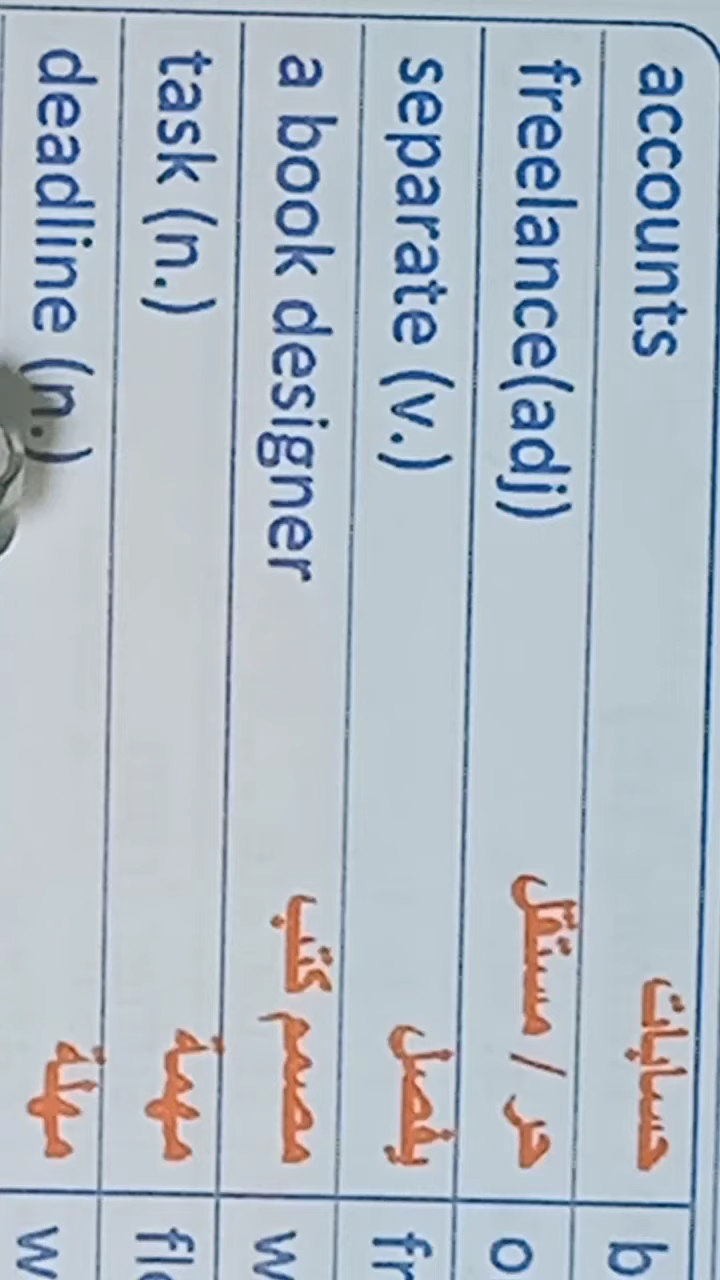 accounts حسابات
freelance(adj) حر / مستقل
separate (v.) يفصل
a book designer مصمم كتب
task (n.) مهمة
deadline (n.) مهلة